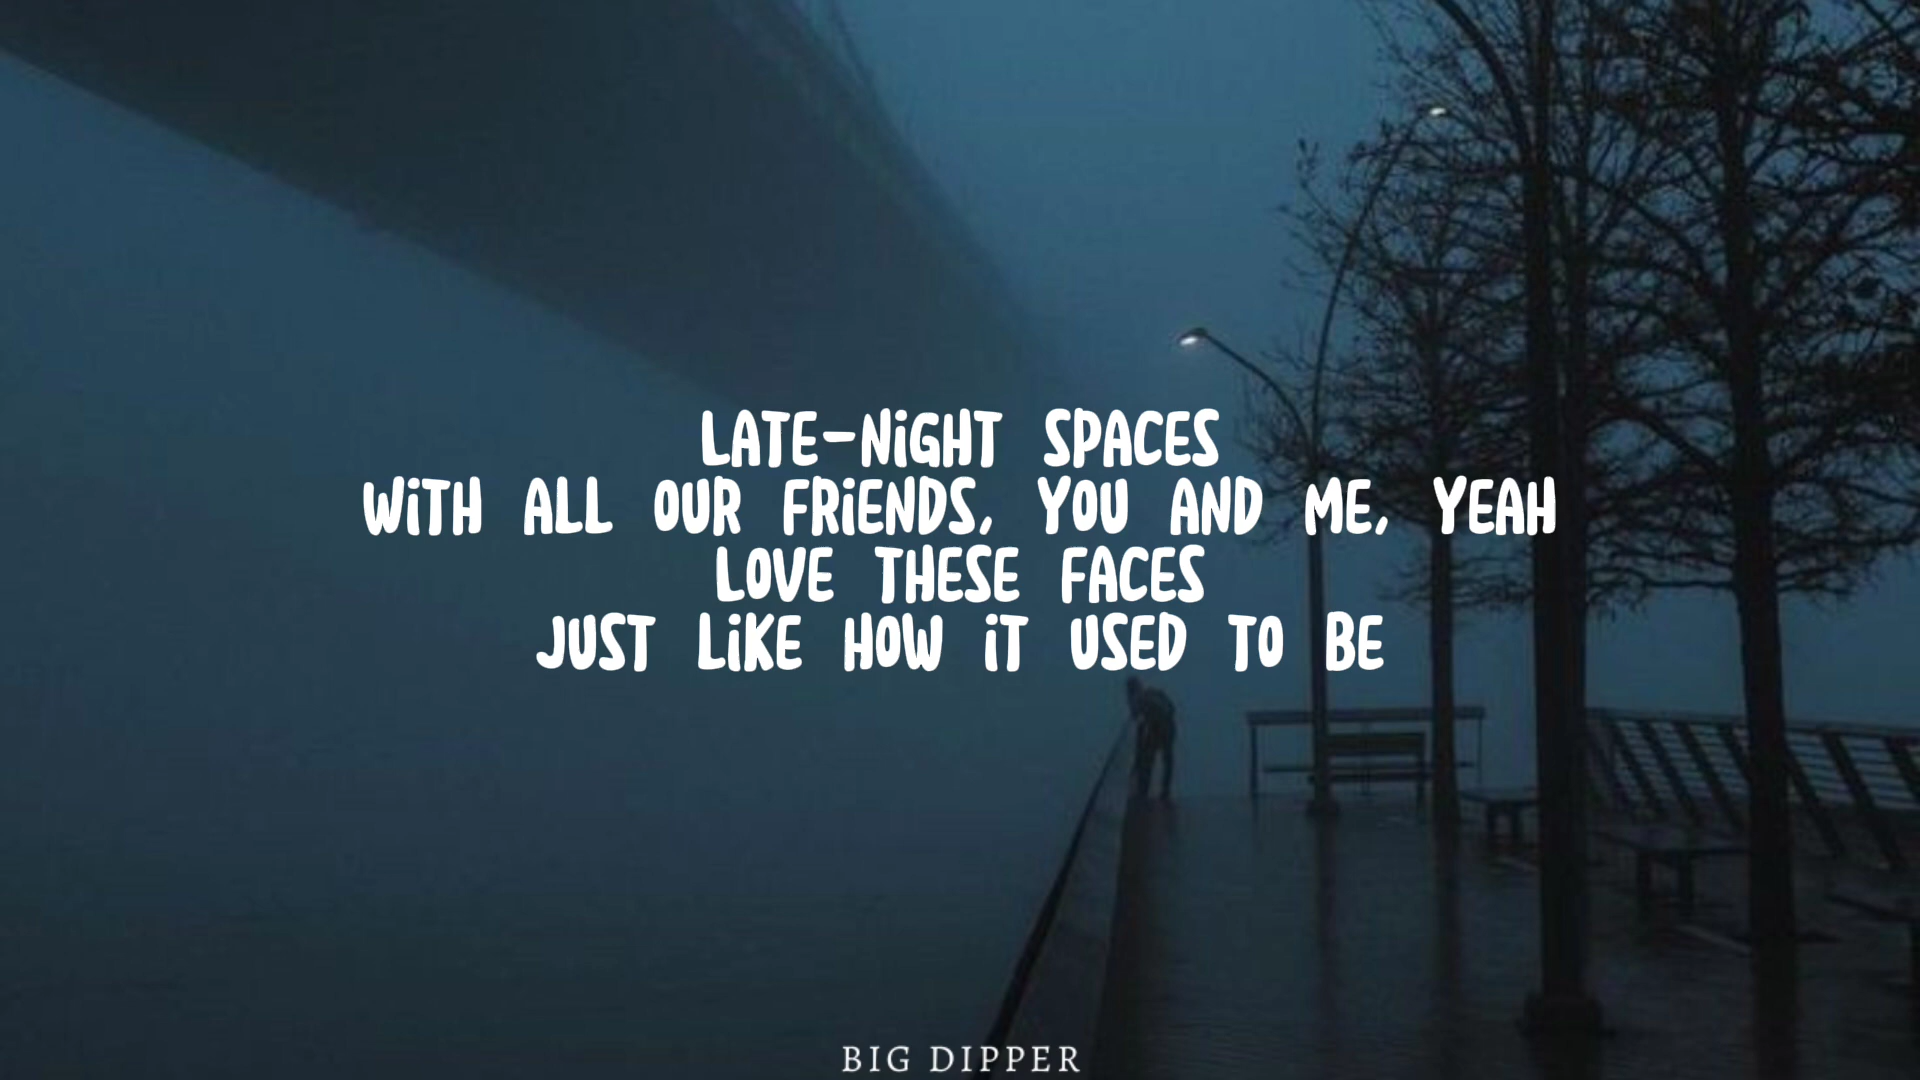 LATE-NiGHT SPACES
WiTH ALL OUR FRiENDS, YOU AND ME, YEAH
LOVE THESE FACES
JUST LiKE HOW iT USED TO BE
BIG DIPPER